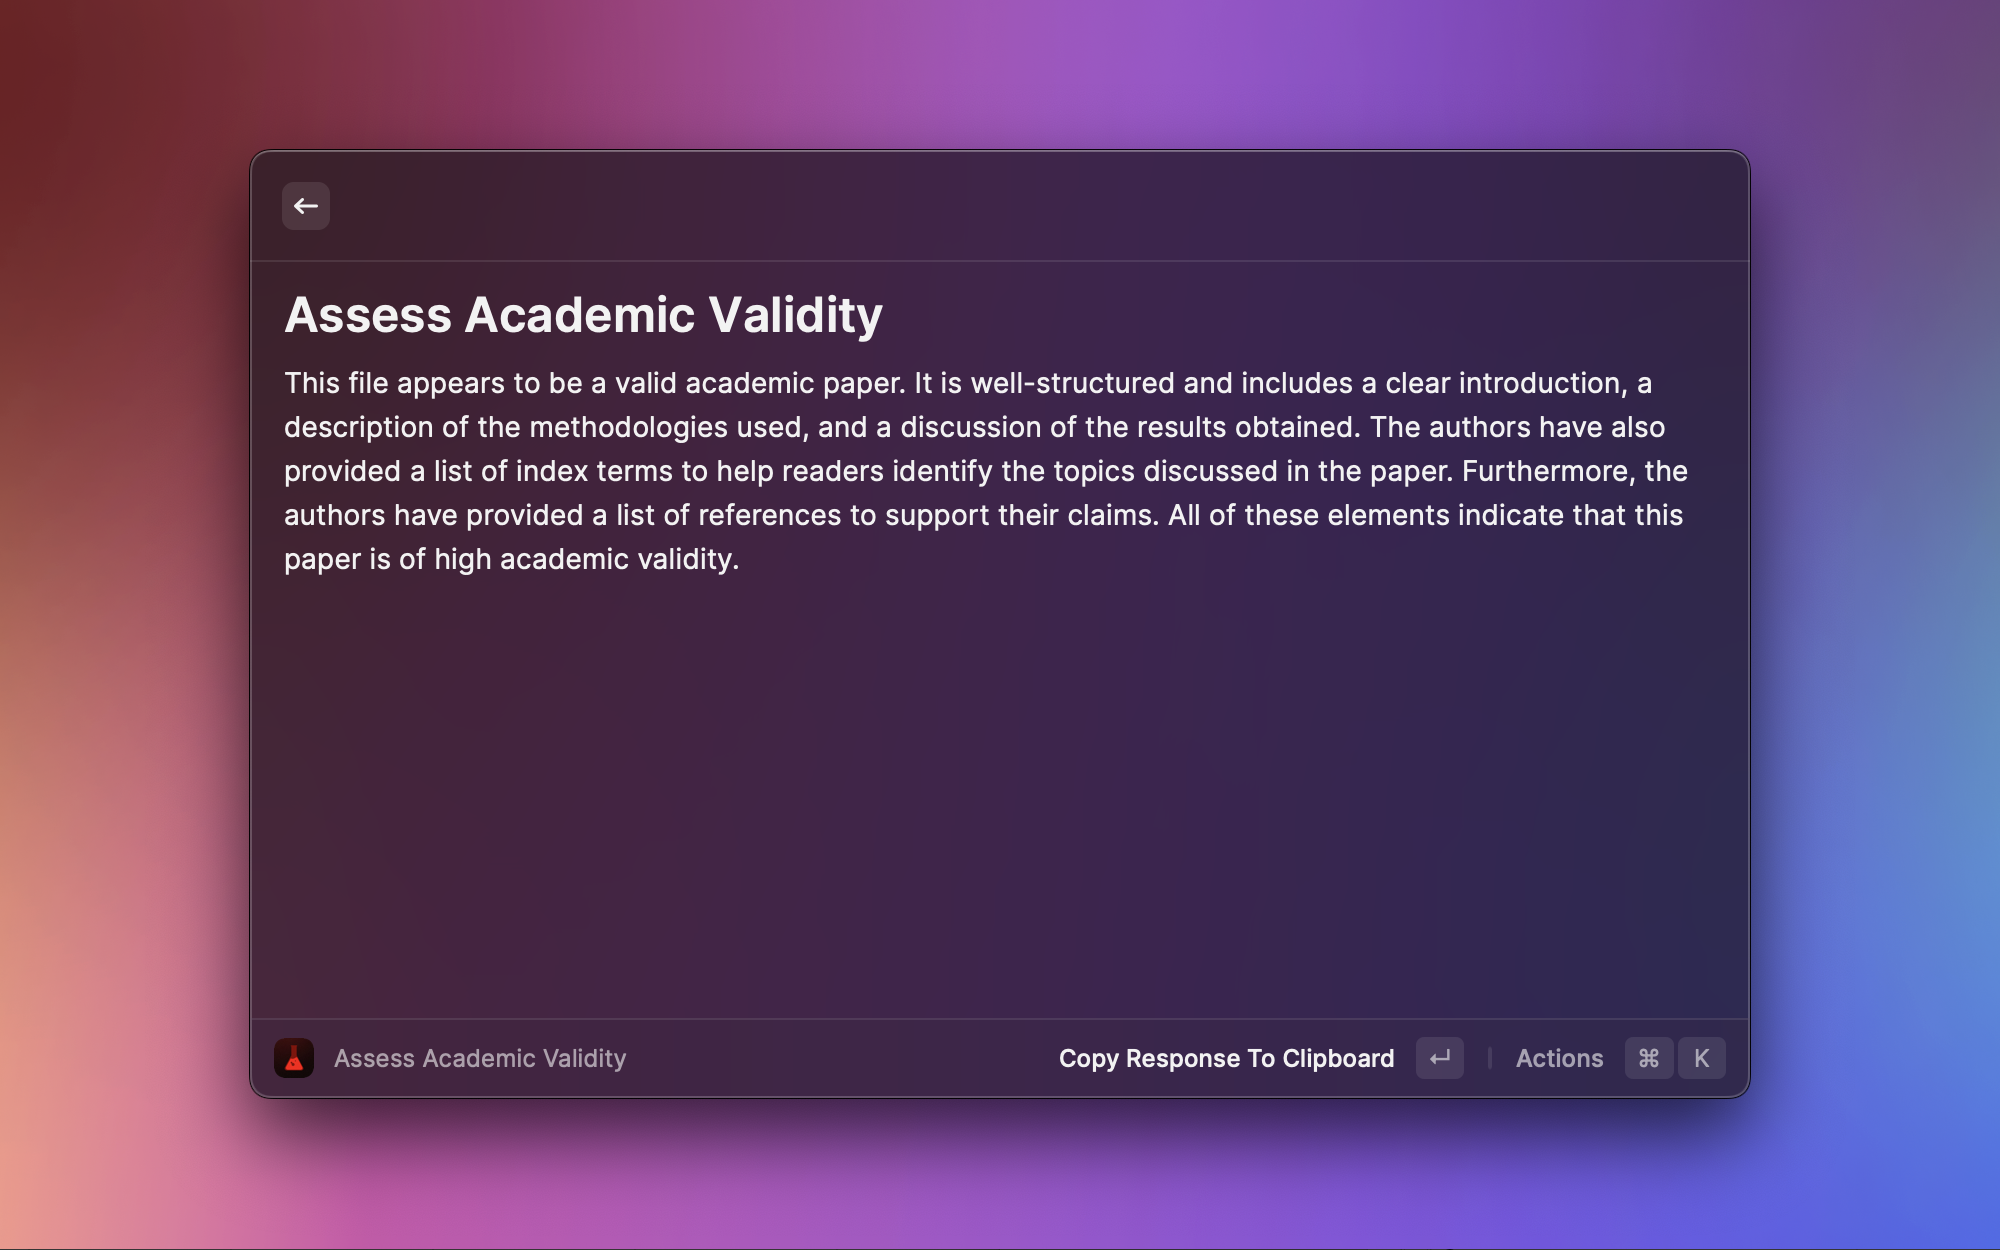 Assess Academic Validity
This file appears to be a valid academic paper. It is well-structured and includes a clear introduction, a
description of the methodologies used, and a discussion of the results obtained. The authors have also
provided a list of index terms to help readers identify the topics discussed in the paper. Furthermore, the
authors have provided a list of references to support their claims. All of these elements indicate that this
paper is of high academic validity.
Assess Academic Validity
Copy Response To Clipboard
Actions
⌘ K